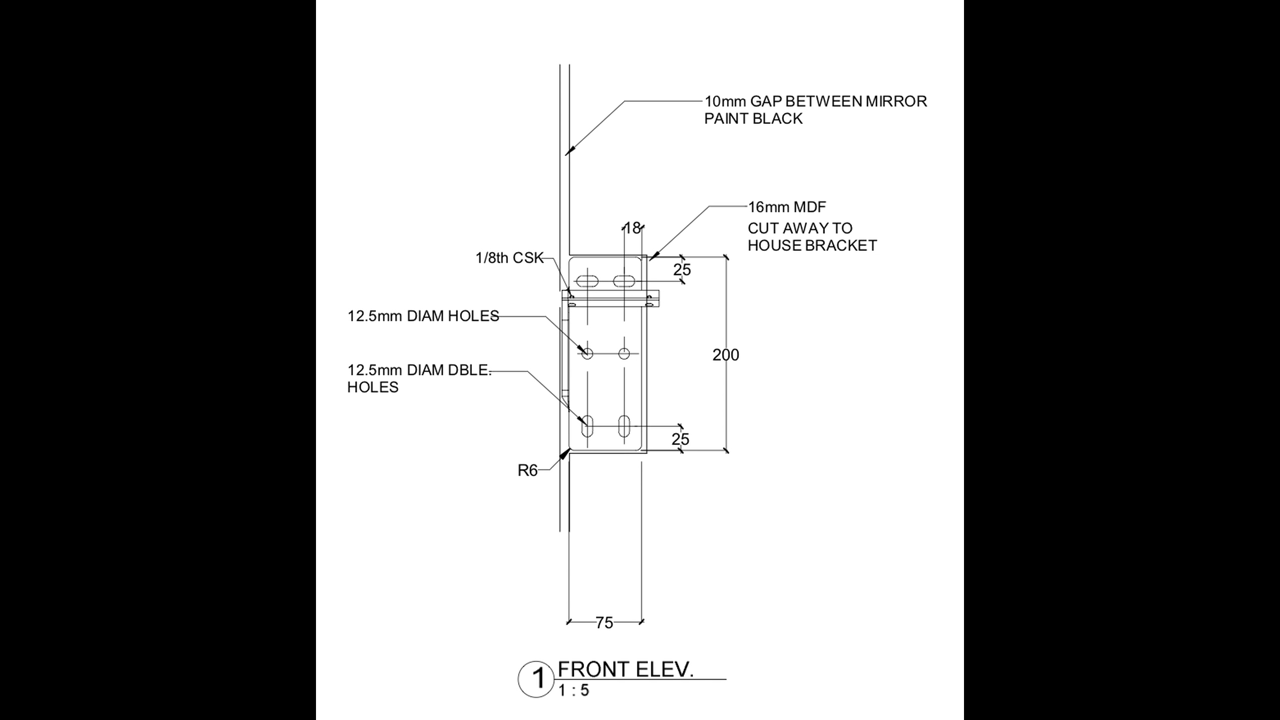 10mm GAP BETWEEN MIRROR
PAINT BLACK
16mm MDF
CUT AWAY TO
HOUSE BRACKET
18
1/8th CSK
25
12.5mm DIAM HOLES
200
12.5mm DIAM DBLE.
HOLES
25
R6
75
1 FRONT ELEV.
1 : 5